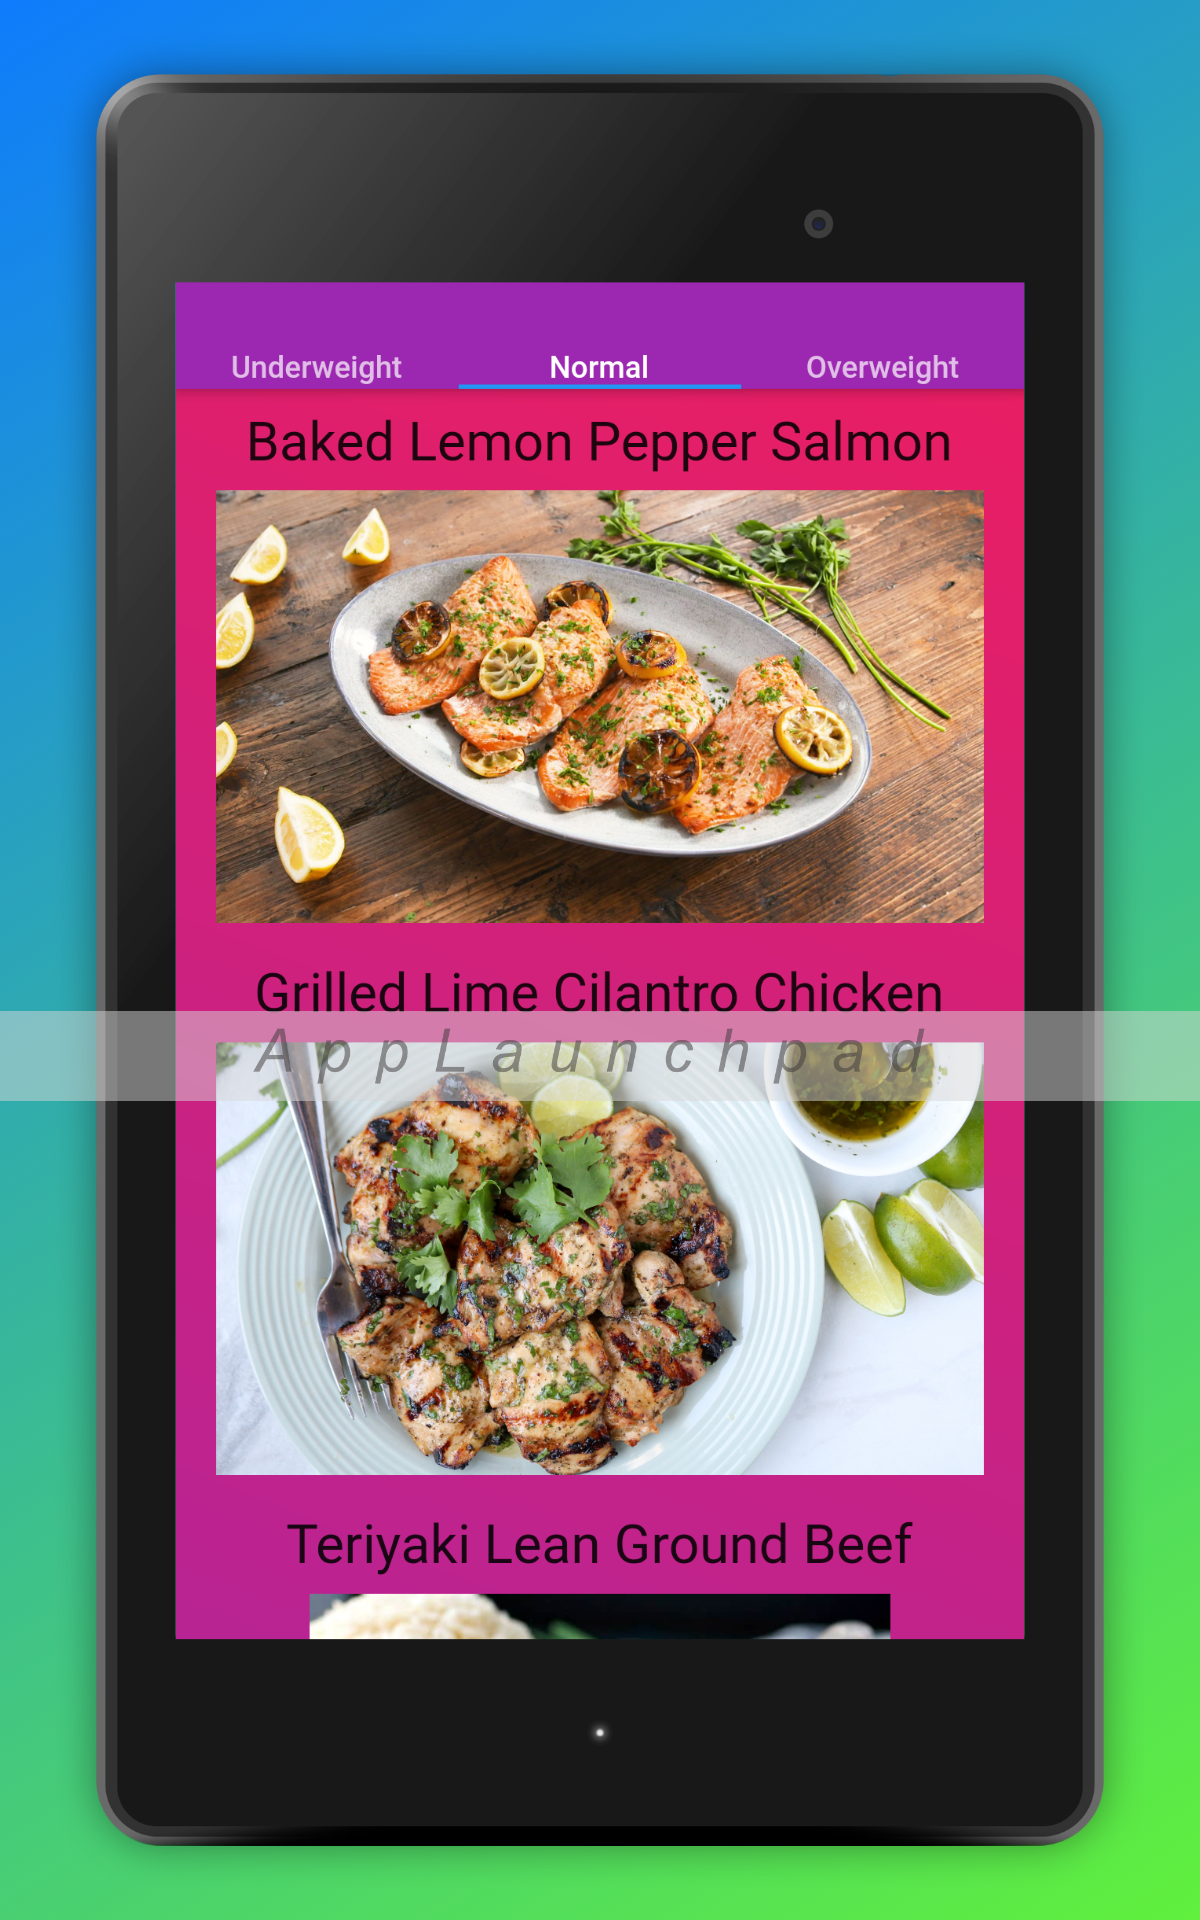 Underweight Normal Overweight
Baked Lemon Pepper Salmon
Grilled Lime Cilantro Chicken
AppLaunchpad
Teriyaki Lean Ground Beef